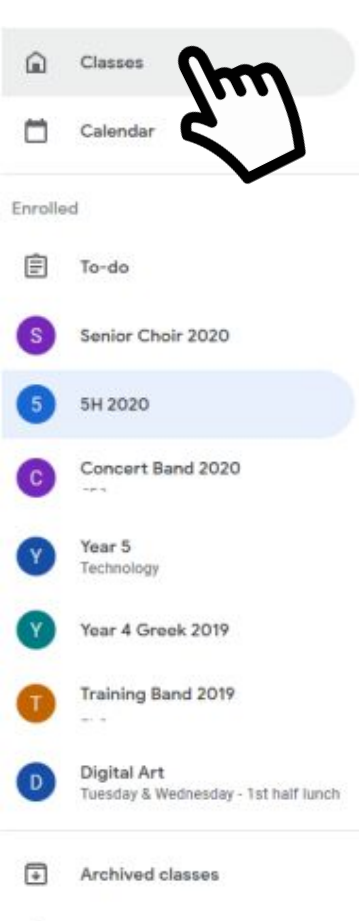 Classes
Calendar
Enrolled
To-do
S Senior Choir 2020
5 5H 2020
C Concert Band 2020
Y Year 5
Technology
Y Year 4 Greek 2019
T Training Band 2019
D Digital Art
Tuesday & Wednesday - 1st half lunch
Archived classes